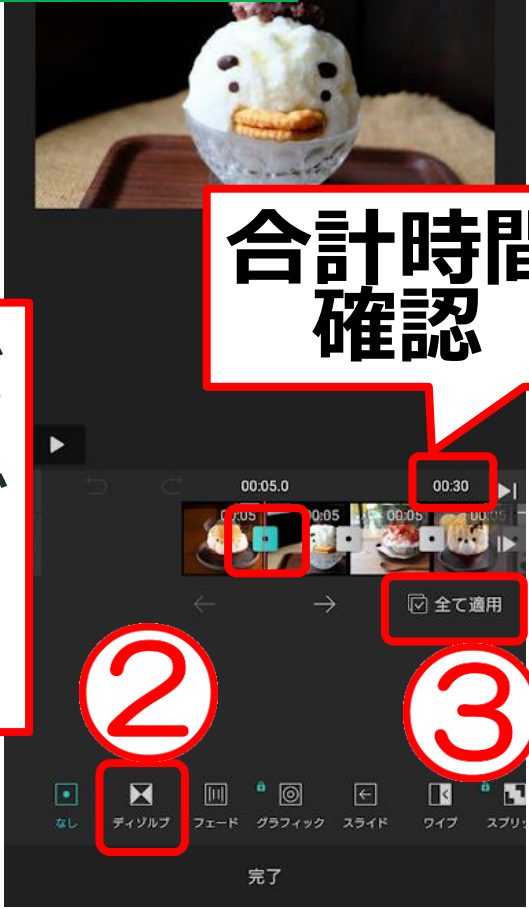 合計時間
確認
00:05.0
00:30
00:05
00:05
00:05
00:05
全て適用
②
③
なし
ディゾルブ
フェード
グラフィック
スライド
ワイプ
スプリッ
完了